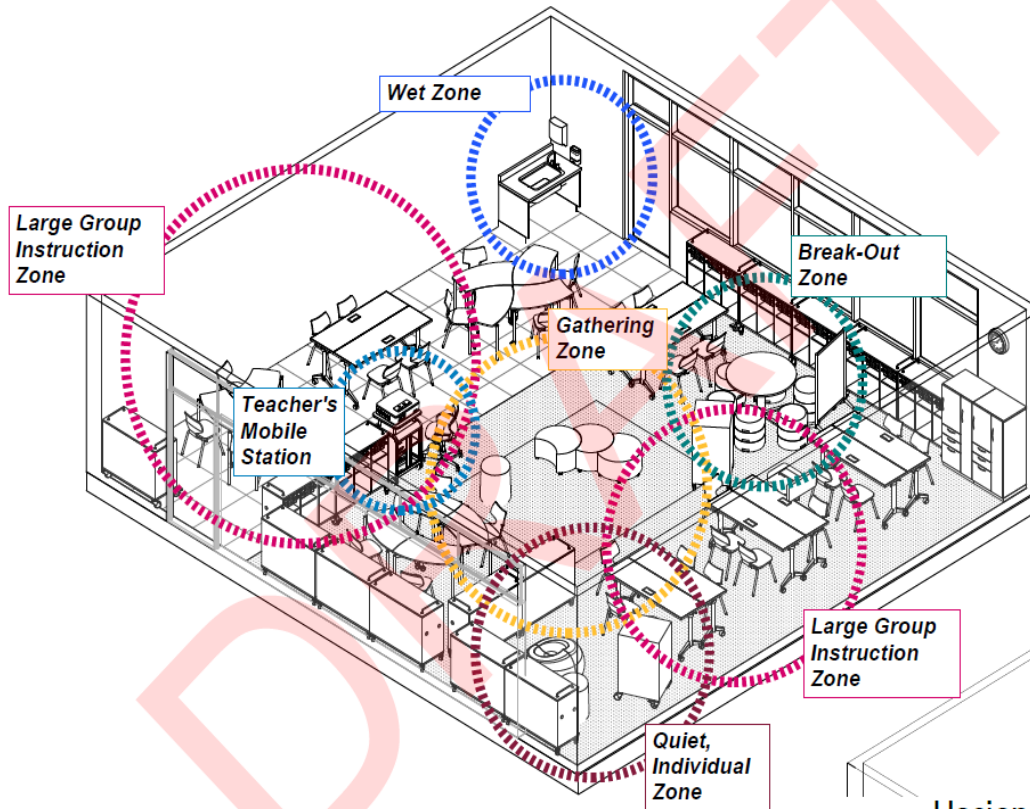 Wet Zone
Large Group
Instruction
Zone
Break-Out
Zone
Gathering
Zone
Teacher's
Mobile
Station
Large Group
Instruction
Zone
Quiet,
Individual
Zone
DRAFT